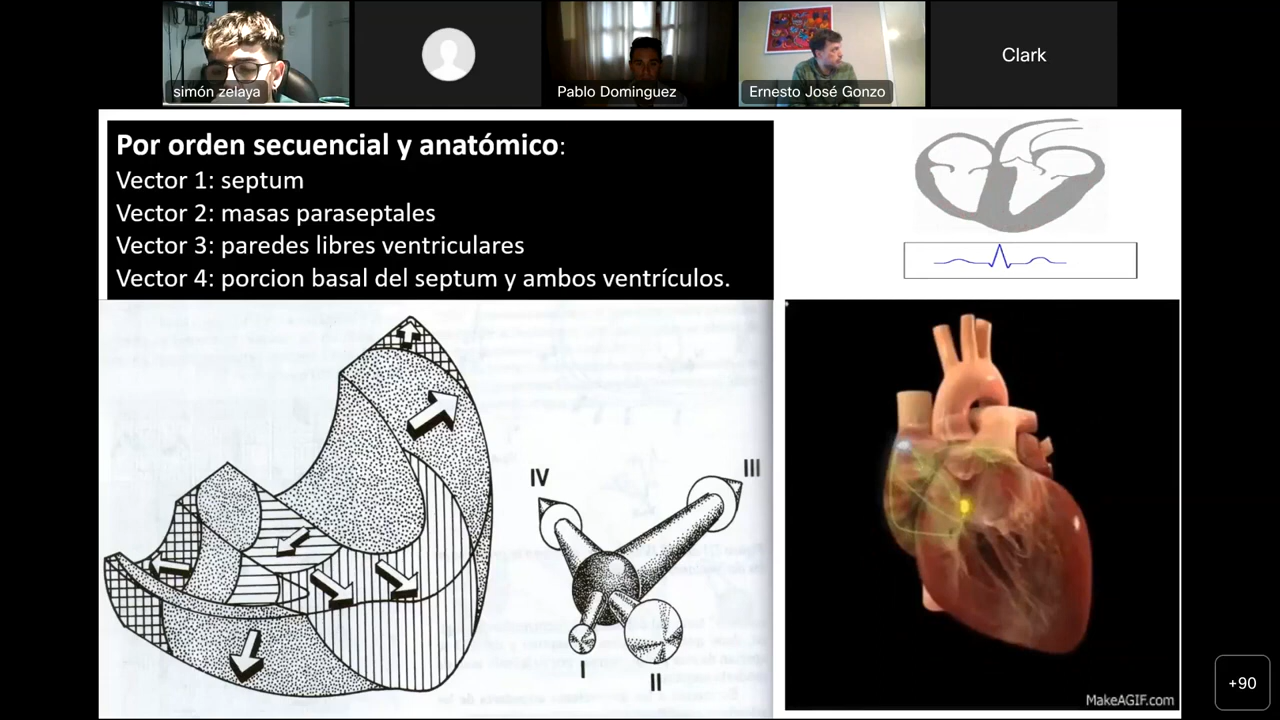 simón zelaya
Pablo Dominguez
Ernesto José Gonzo
Clark
Por orden secuencial y anatómico:
Vector 1: septum
Vector 2: masas paraseptales
Vector 3: paredes libres ventriculares
Vector 4: porcion basal del septum y ambos ventrículos.
IV
III
I
II
MakeAGIF.com
+90